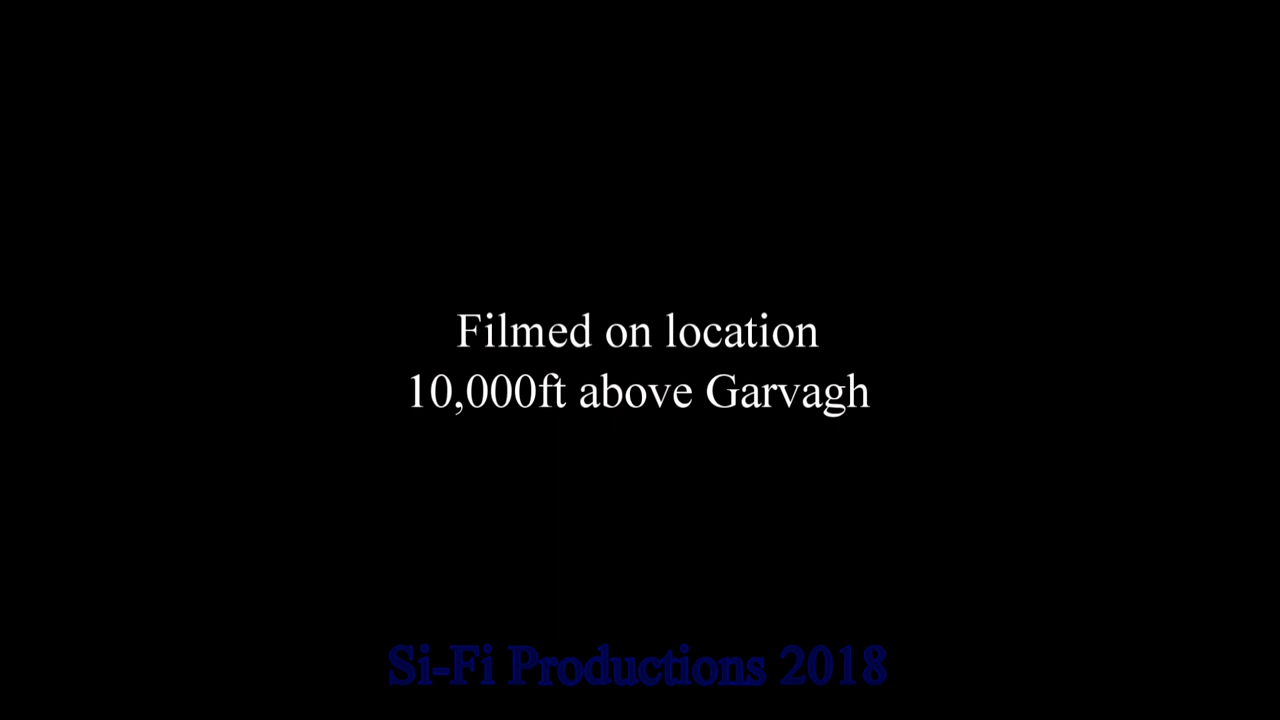 Filmed on location
10,000ft above Garvagh
Si-Fi Productions 2018